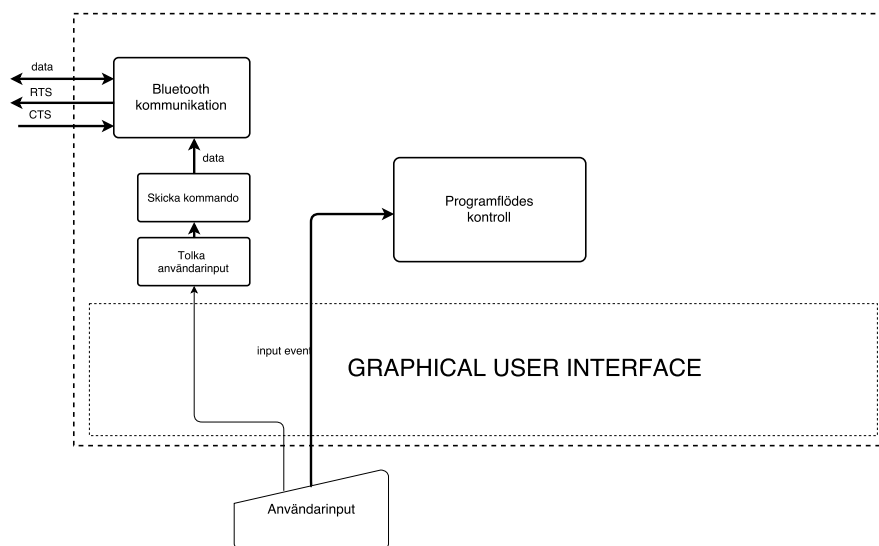 data
RTS
CTS
Bluetooth
kommunikation
data
Skicka kommando
Tolka
användarinput
Programflödes
kontroll
input event
GRAPHICAL USER INTERFACE
Användarinput